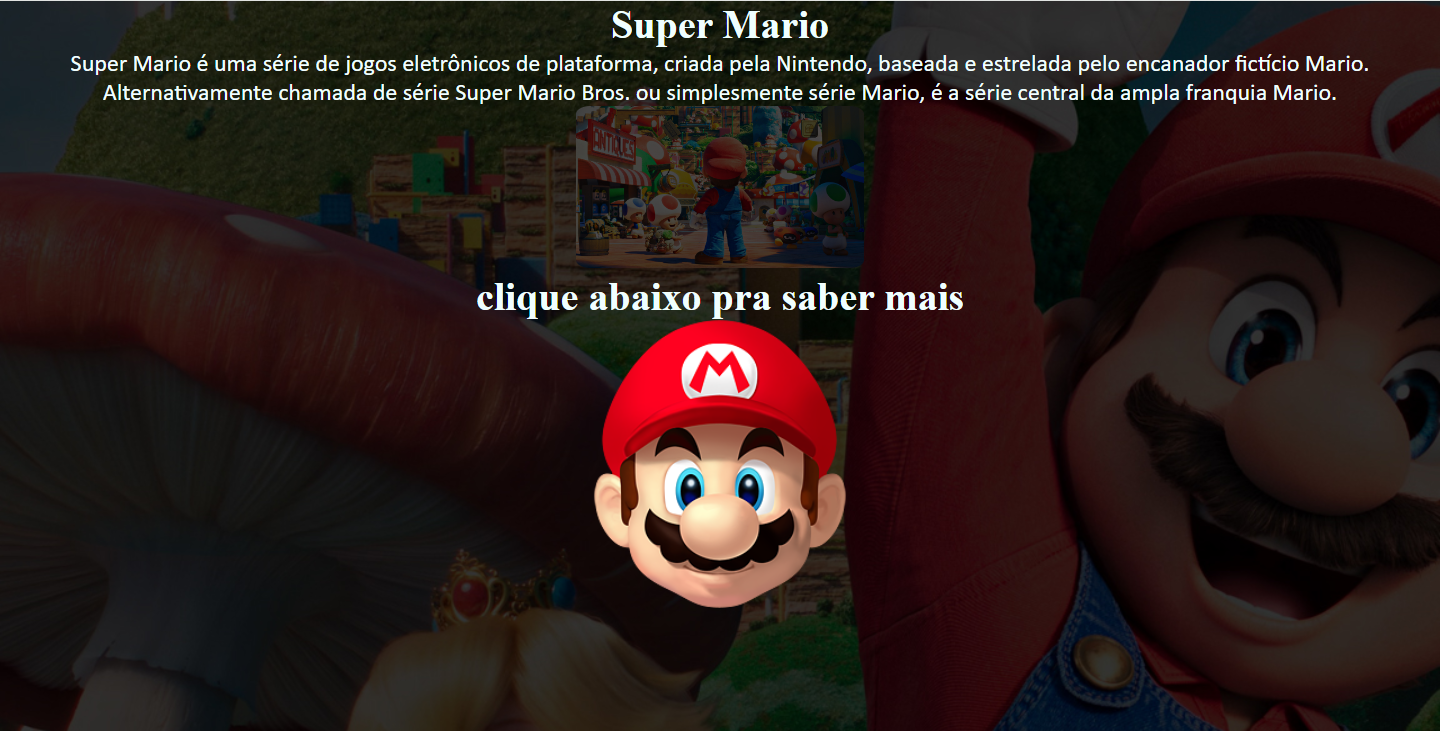 Super Mario
Super Mario é uma série de jogos eletrônicos de plataforma, criada pela Nintendo, baseada e estrelada pelo encanador fictício Mario.
Alternativamente chamada de série Super Mario Bros. ou simplesmente série Mario, é a série central da ampla franquia Mario.
ANTIQUES
clique abaixo pra saber mais
M